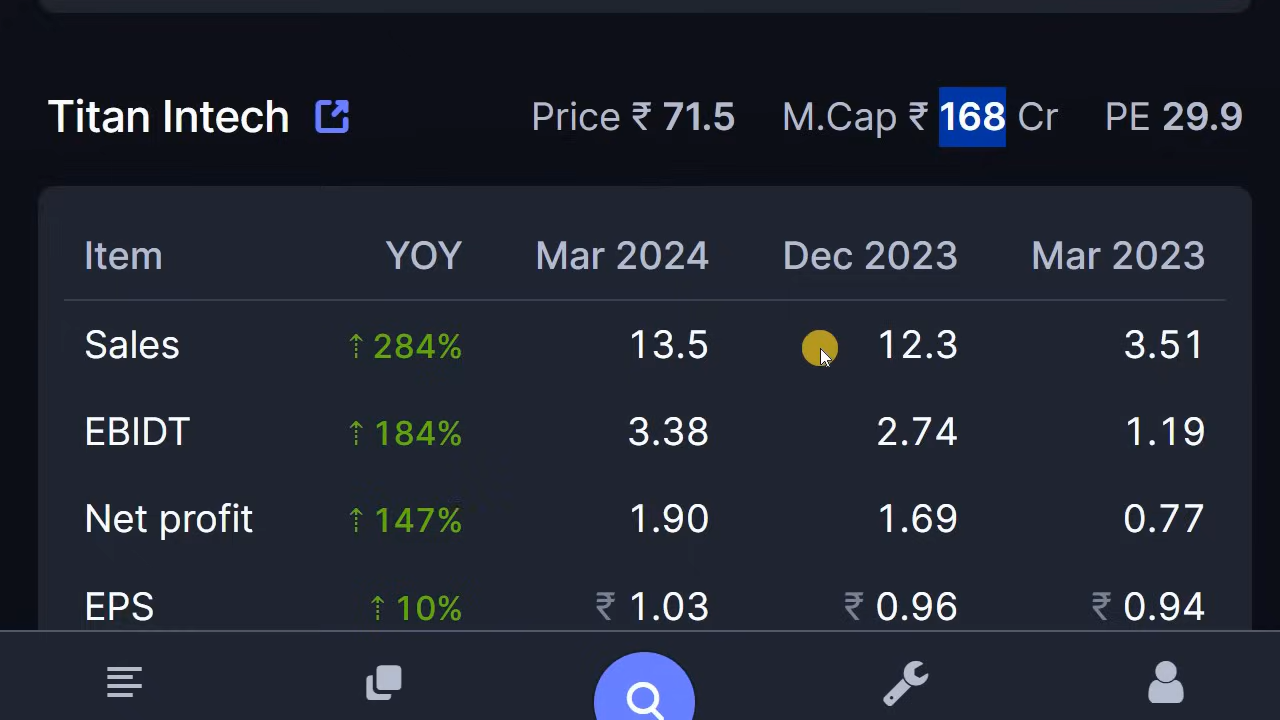 Titan Intech Price ₹ 71.5 M.Cap ₹ 168 Cr PE 29.9
Item YOY Mar 2024 Dec 2023 Mar 2023
Sales ⇡ 284% 13.5 12.3 3.51
EBIDT ⇡ 184% 3.38 2.74 1.19
Net profit ⇡ 147% 1.90 1.69 0.77
EPS ⇡ 10% ₹ 1.03 ₹ 0.96 ₹ 0.94